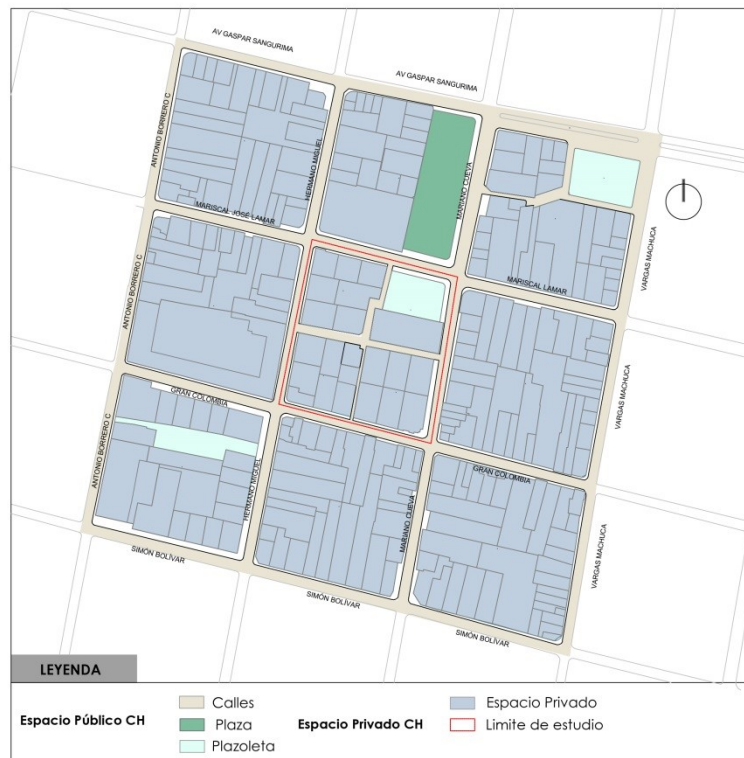 AV GASPAR SANGURIMA
AV GASPAR SANGURIMA
ANTONIO BORRERO C
HERMANO MIGUEL
MARIANO CUEVA
MARISCAL JOSÉ LAMAR
VARGAS MACHUCA
MARISCAL LAMAR
ANTONIO BORRERO C
VARGAS MACHUCA
GRAN COLOMBIA
ANTONIO BORRERO C
HERMANO MIGUEL
MARIANO CUEVA
GRAN COLOMBIA
VARGAS MACHUCA
SIMÓN BOLÍVAR
SIMÓN BOLÍVAR
SIMÓN BOLÍVAR
LEYENDA
Espacio Público CH
Calles
Plaza
Plazoleta
Espacio Privado CH
Espacio Privado
Limite de estudio